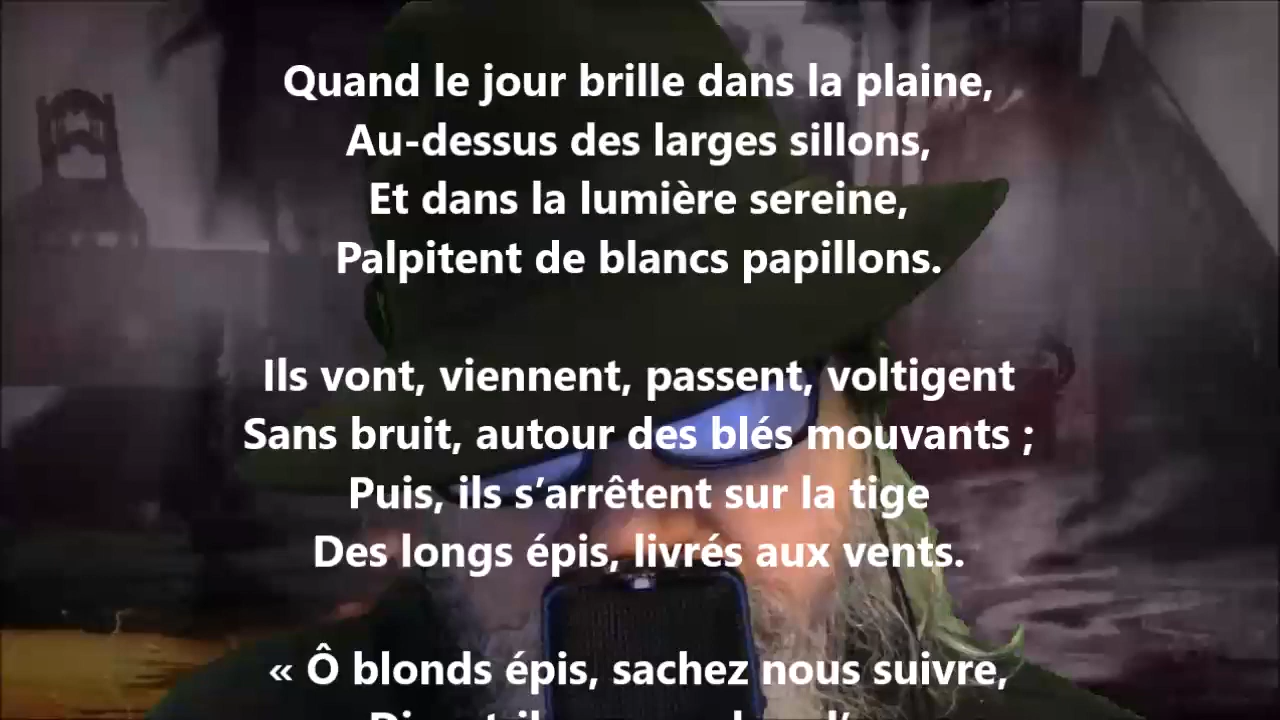 Quand le jour brille dans la plaine,
Au-dessus des larges sillons,
Et dans la lumière sereine,
Palpitent de blancs papillons.
Ils vont, viennent, passent, voltigent
Sans bruit, autour des blés mouvants ;
Puis, ils s’arrêtent sur la tige
Des longs épis, livrés aux vents.
« Ô blonds épis, sachez nous suivre,